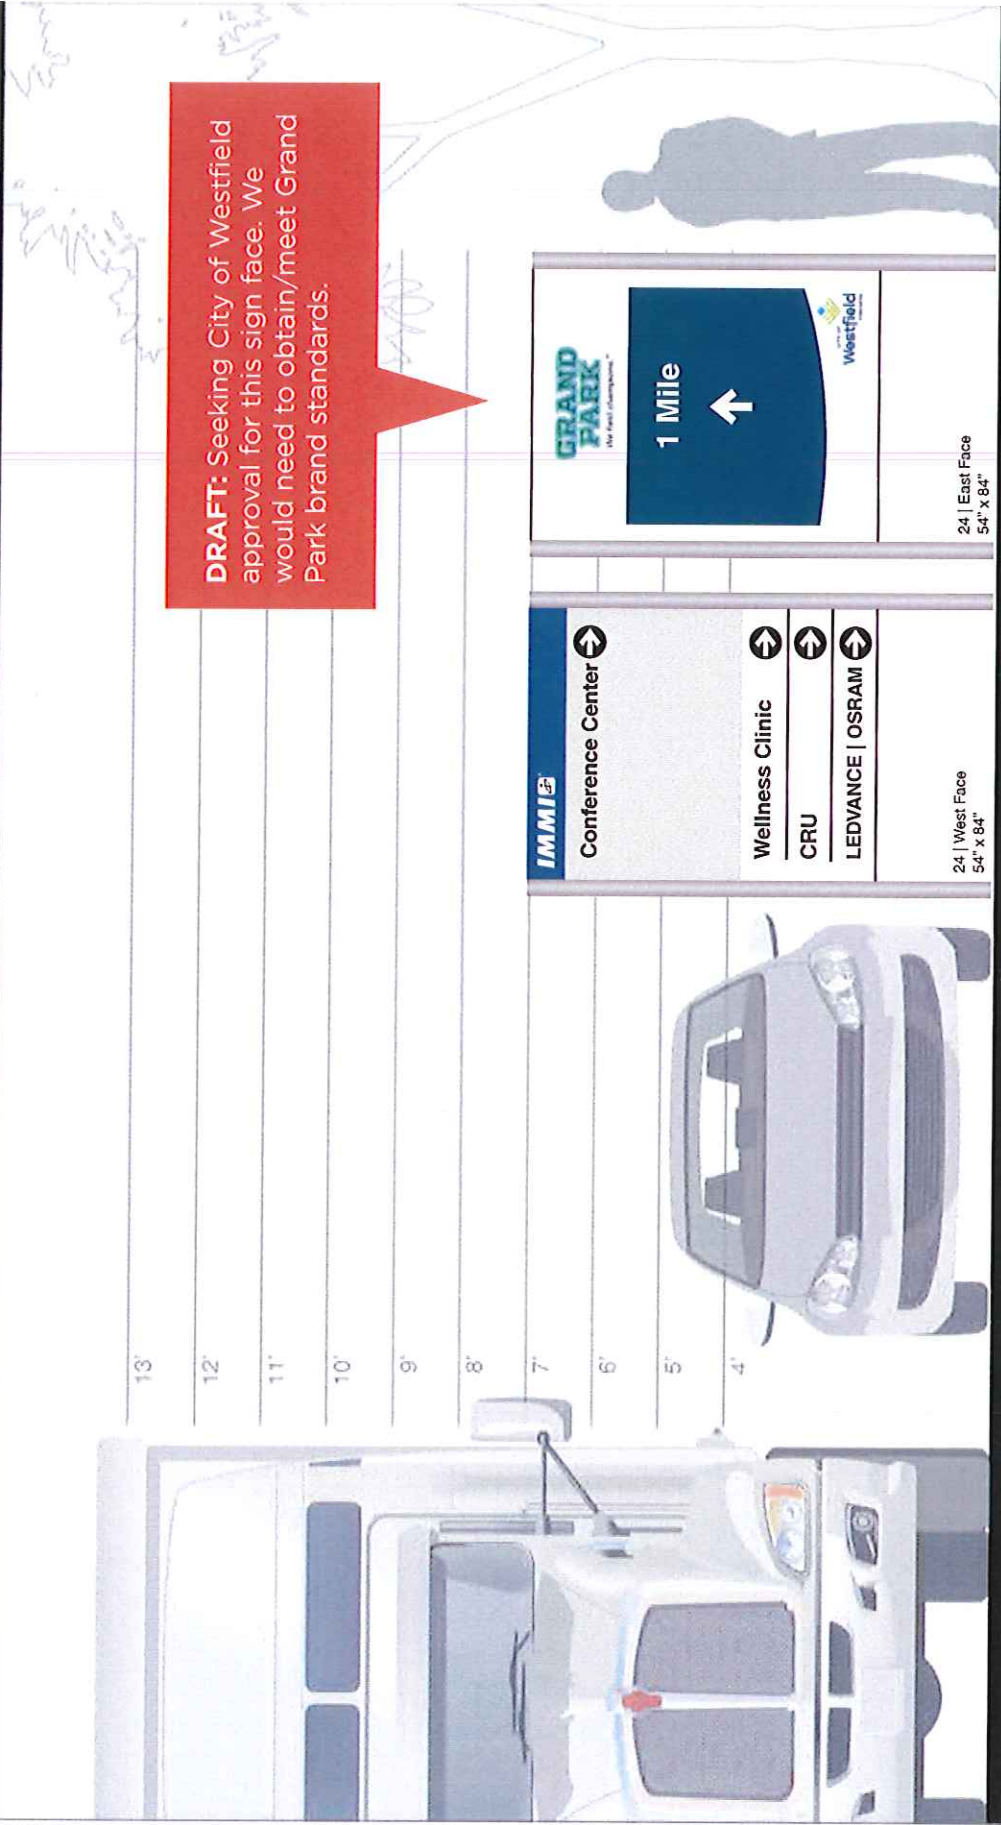 DRAFT: Seeking City of Westfield
approval for this sign face. We
would need to obtain/meet Grand
Park brand standards.
13'
12'
11'
10'
9'
8'
7'
6'
5'
4'
IMMI
Conference Center
Wellness Clinic
CRU
LEDVANCE | OSRAM
24 | West Face
54" x 84"
GRAND
PARK
1 Mile
Westfield
24 | East Face
54" x 84"